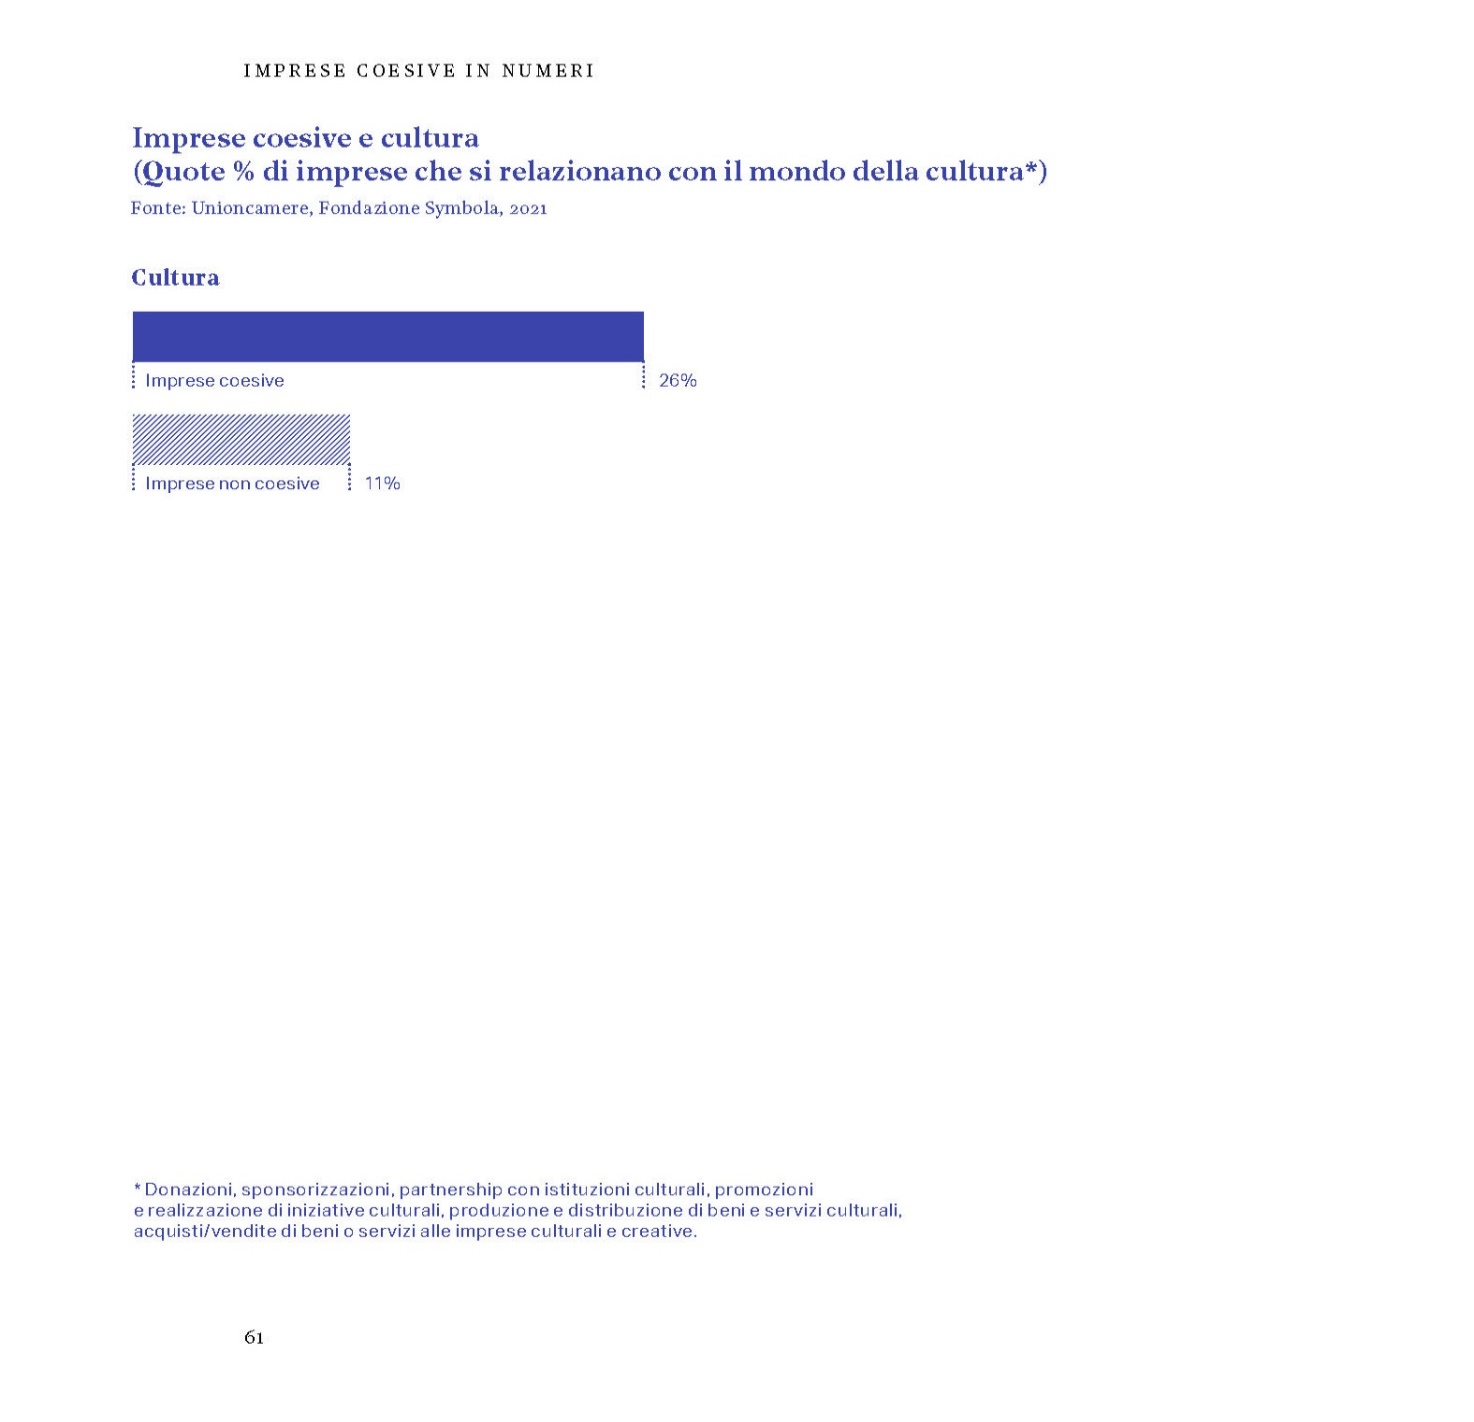 IMPRESE COESIVE IN NUMERI
Imprese coesive e cultura
(Quote % di imprese che si relazionano con il mondo della cultura*)
Fonte: Unioncamere, Fondazione Symbola, 2021
Cultura
Imprese coesive 26%
Imprese non coesive 11%
* Donazioni, sponsorizzazioni, partnership con istituzioni culturali, promozioni
e realizzazione di iniziative culturali, produzione e distribuzione di beni e servizi culturali,
acquisti/vendite di beni o servizi alle imprese culturali e creative.
61